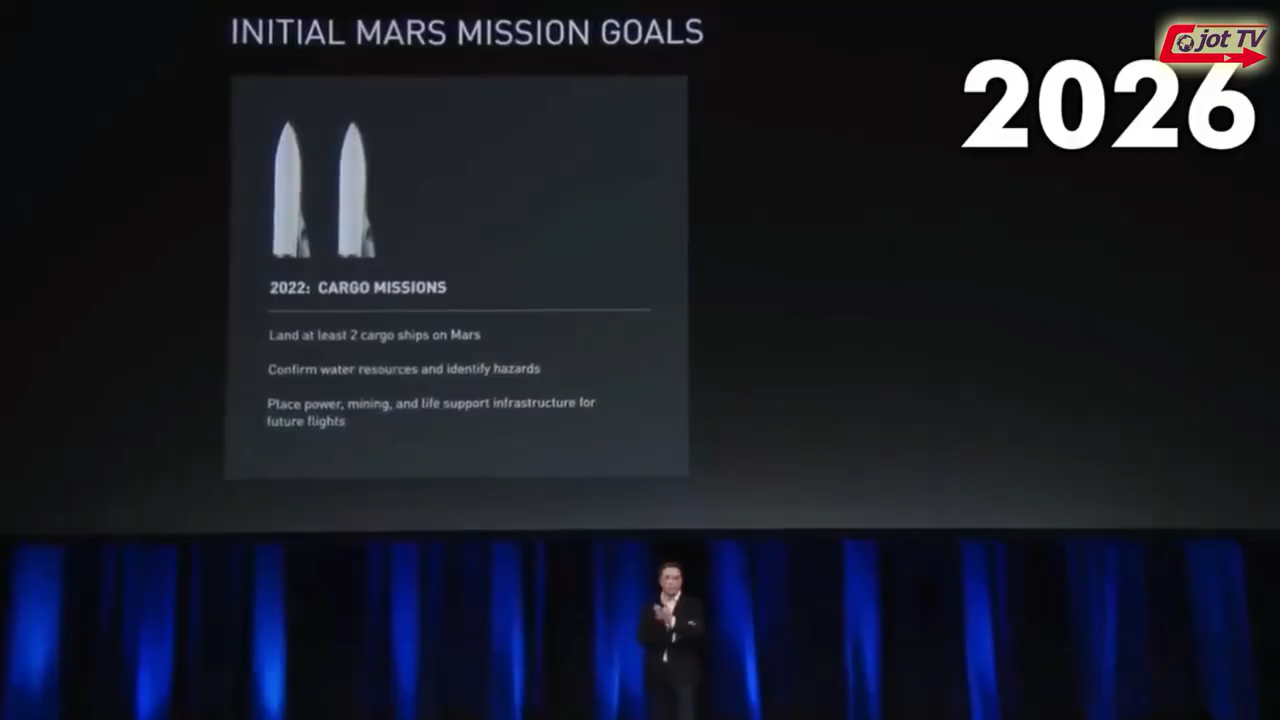 INITIAL MARS MISSION GOALS
jot TV
2026
2022: CARGO MISSIONS
Land at least 2 cargo ships on Mars
Confirm water resources and identify hazards
Place power, mining, and life support infrastructure for
future flights